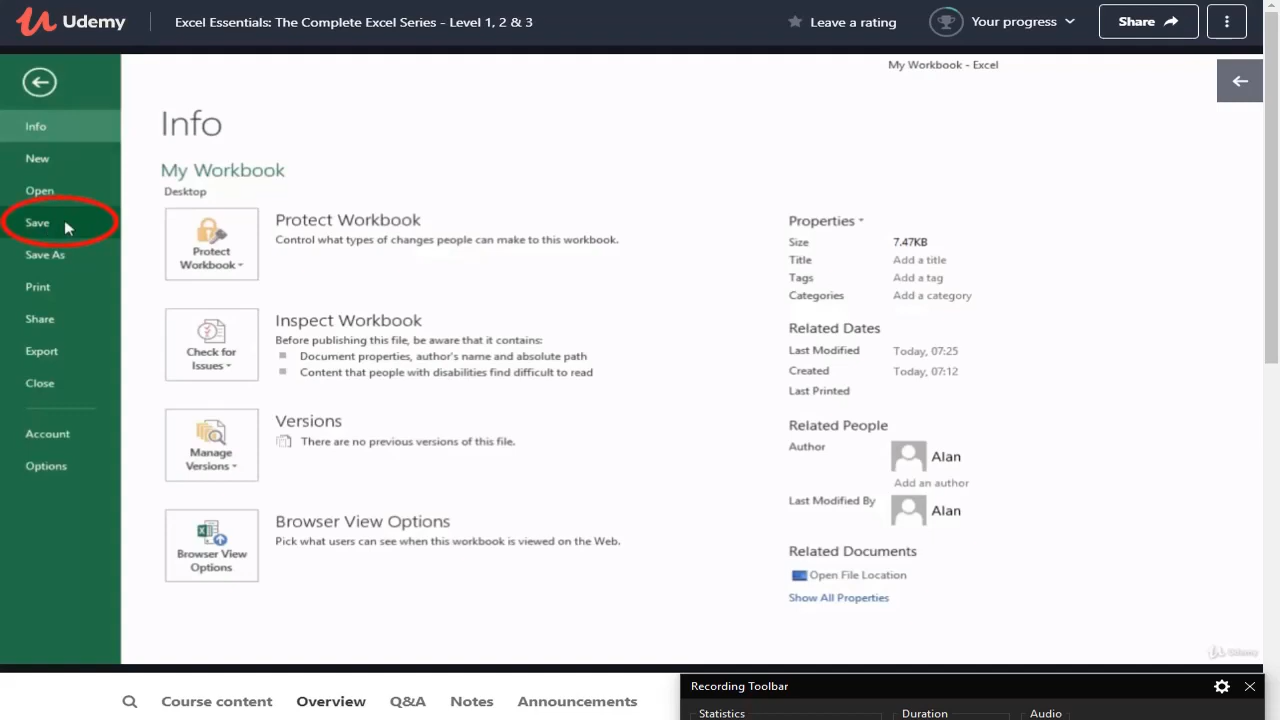 Udemy
Excel Essentials: The Complete Excel Series - Level 1, 2 & 3
Leave a rating
Your progress
Share
My Workbook - Excel
Info
New
Open
Save
Save As
Print
Share
Export
Close
Account
Options
Info
My Workbook
Desktop
Protect Workbook
Protect Workbook
Control what types of changes people can make to this workbook.
Check for Issues
Inspect Workbook
Before publishing this file, be aware that it contains:
Document properties, author's name and absolute path
Content that people with disabilities find difficult to read
Manage Versions
Versions
There are no previous versions of this file.
Browser View Options
Browser View Options
Pick what users can see when this workbook is viewed on the Web.
Properties
Size 7.47KB
Title Add a title
Tags Add a tag
Categories Add a category
Related Dates
Last Modified Today, 07:25
Created Today, 07:12
Last Printed
Related People
Author Alan
Add an author
Last Modified By Alan
Related Documents
Open File Location
Show All Properties
Udemy
Course content Overview Q&A Notes Announcements
Recording Toolbar
Statistics Duration Audio